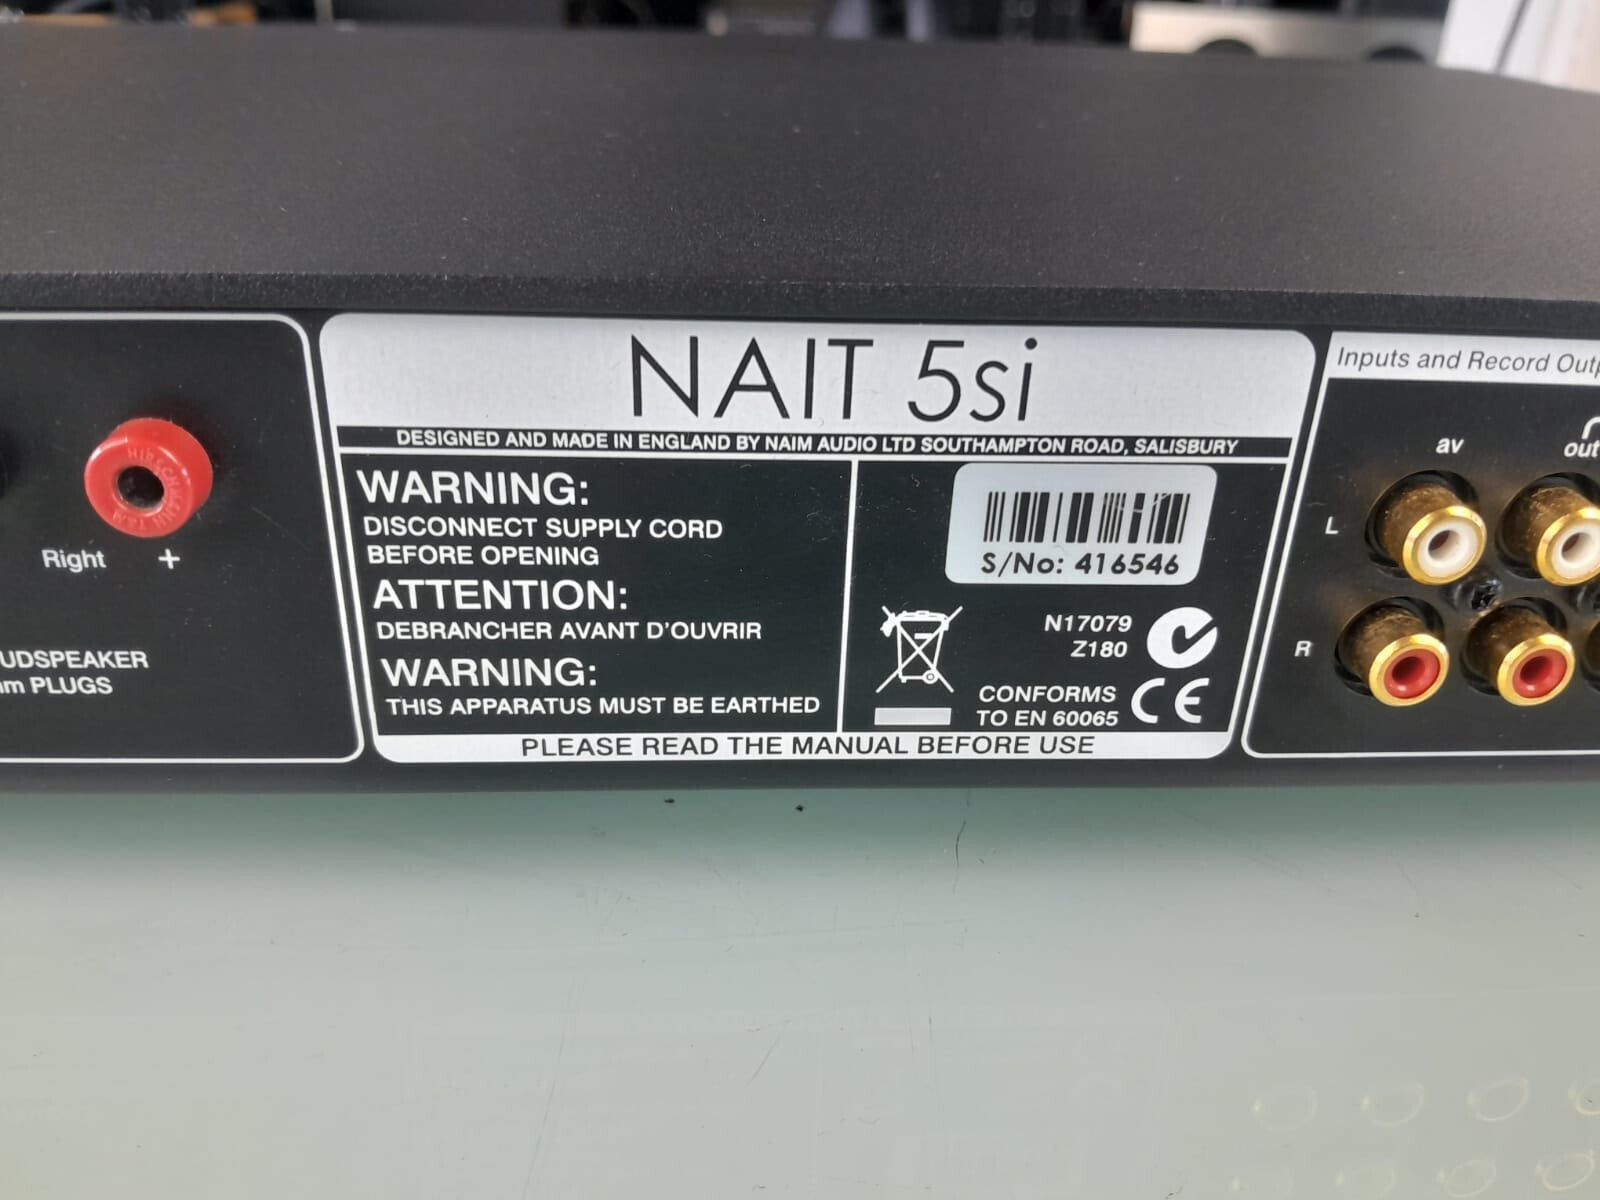 NAIT 5si
DESIGNED AND MADE IN ENGLAND BY NAIM AUDIO LTD SOUTHAMPTON ROAD, SALISBURY
WARNING:
DISCONNECT SUPPLY CORD
BEFORE OPENING
ATTENTION:
DEBRANCHER AVANT D'OUVRIR
WARNING:
THIS APPARATUS MUST BE EARTHED
S/No: 416546
N17079
Z180
CONFORMS
TO EN 60065
CE
PLEASE READ THE MANUAL BEFORE USE
HIRSCHMANN
Right +
UDSPEAKER
m PLUGS
Inputs and Record Outp
av
out
L
R